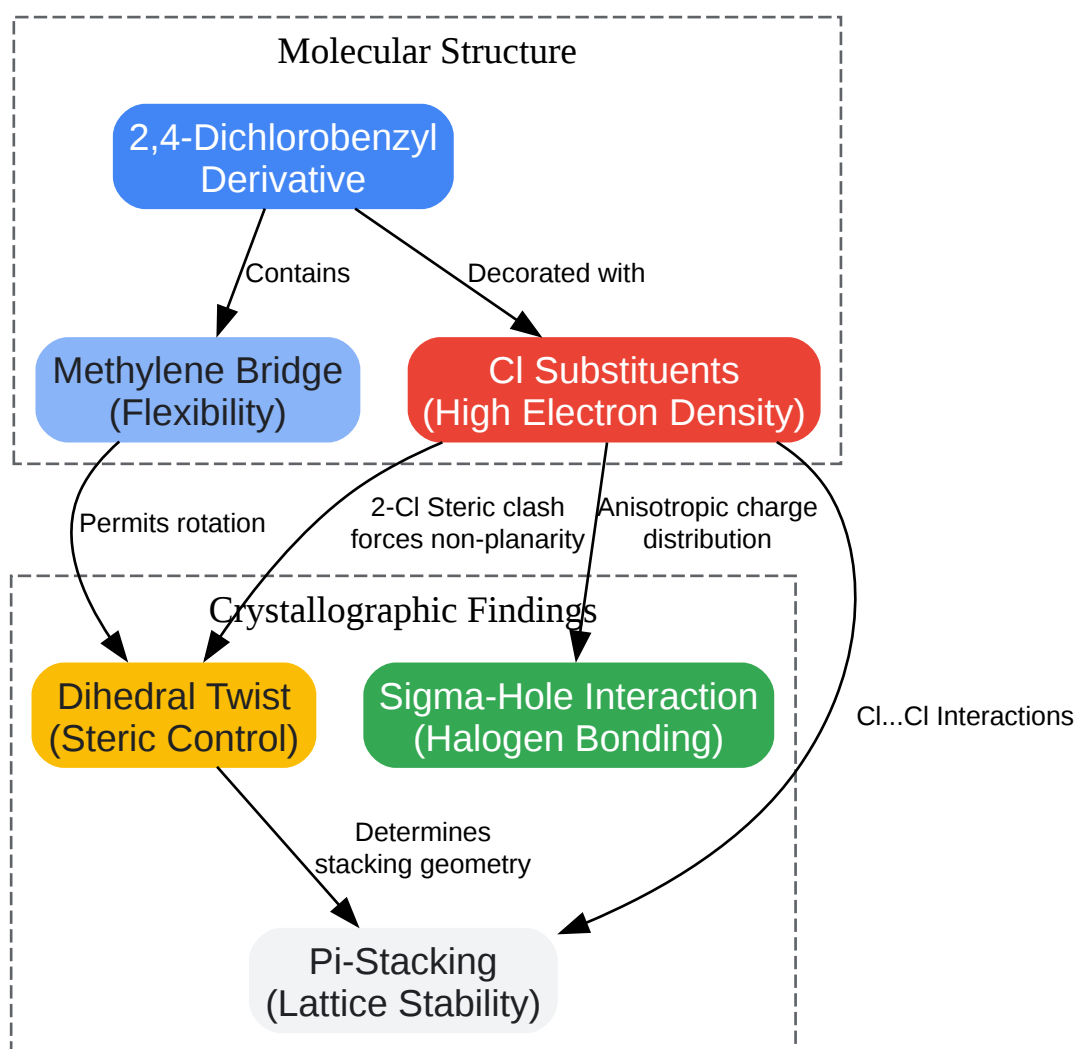 Molecular Structure
2,4-Dichlorobenzyl
Derivative
Contains
Decorated with
Methylene Bridge
(Flexibility)
Cl Substituents
(High Electron Density)
Permits rotation
2-Cl Steric clash
forces non-planarity
Anisotropic charge
distribution
Crystallographic Findings
Dihedral Twist
(Steric Control)
Sigma-Hole Interaction
(Halogen Bonding)
Cl...Cl Interactions
Determines
stacking geometry
Pi-Stacking
(Lattice Stability)